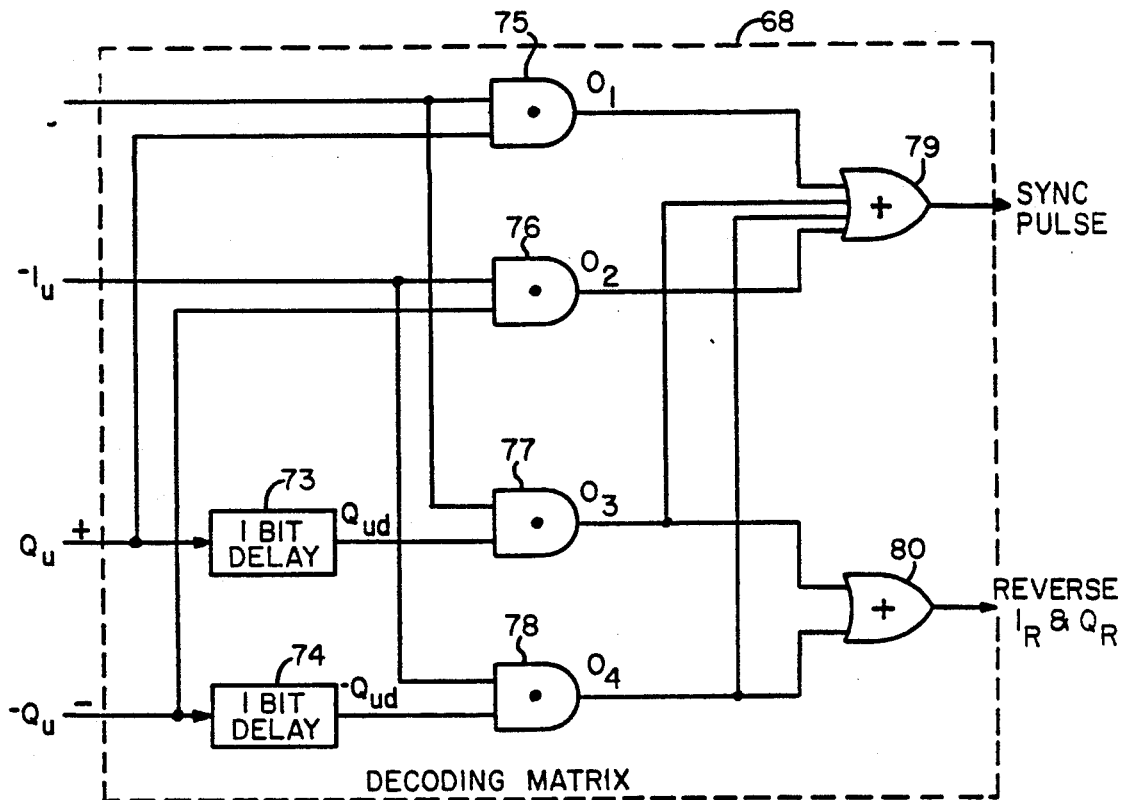 75
68
O1
79
SYNC
PULSE
76
-Iu
O2
77
73
O3
Qu +
1 BIT
DELAY
Qud
80
REVERSE
IR & QR
78
74
O4
-Qu -
1 BIT
DELAY
-Qud
DECODING MATRIX